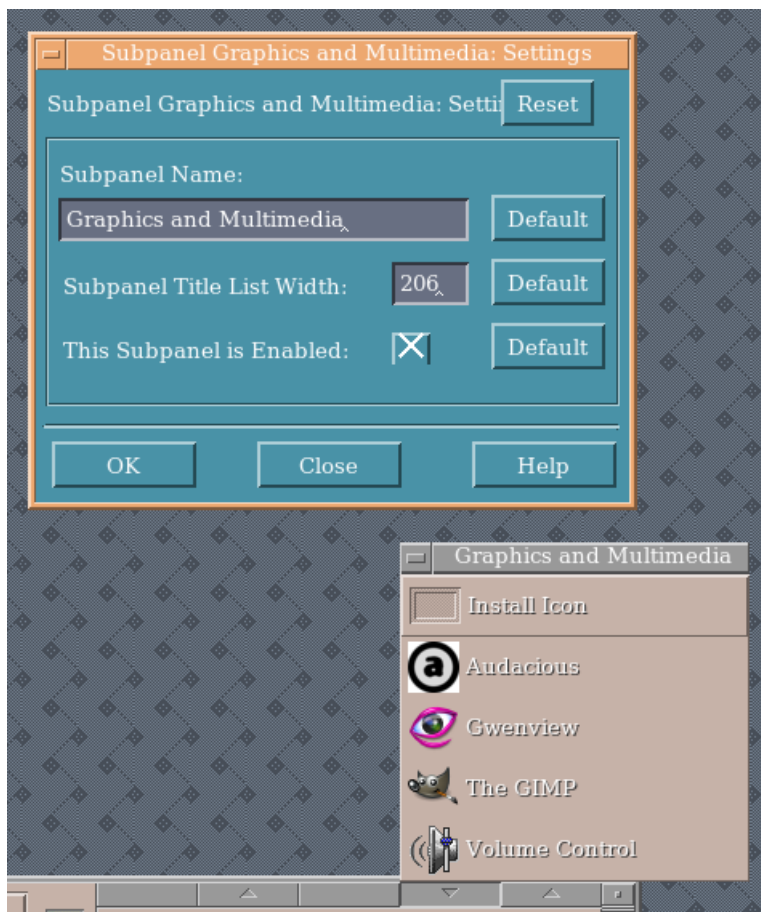 Subpanel Graphics and Multimedia: Settings
Subpanel Graphics and Multimedia: Setti Reset
Subpanel Name:
Graphics and Multimedia Default
Subpanel Title List Width: 206 Default
This Subpanel is Enabled: Default
OK Close Help
Graphics and Multimedia
Install Icon
a Audacious
Gwenview
The GIMP
Volume Control